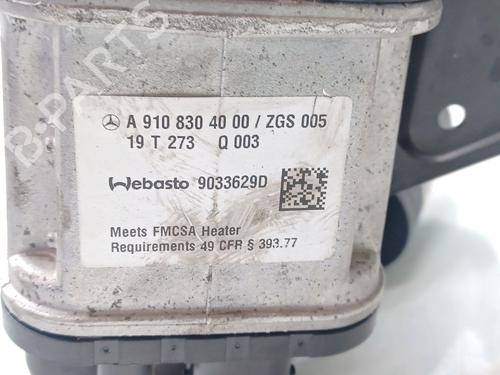 B-PARTS
A 910 830 40 00 / ZGS 005
19 T 273 Q 003
Webasto 9033629D
Meets FMCSA Heater
Requirements 49 CFR § 393.77